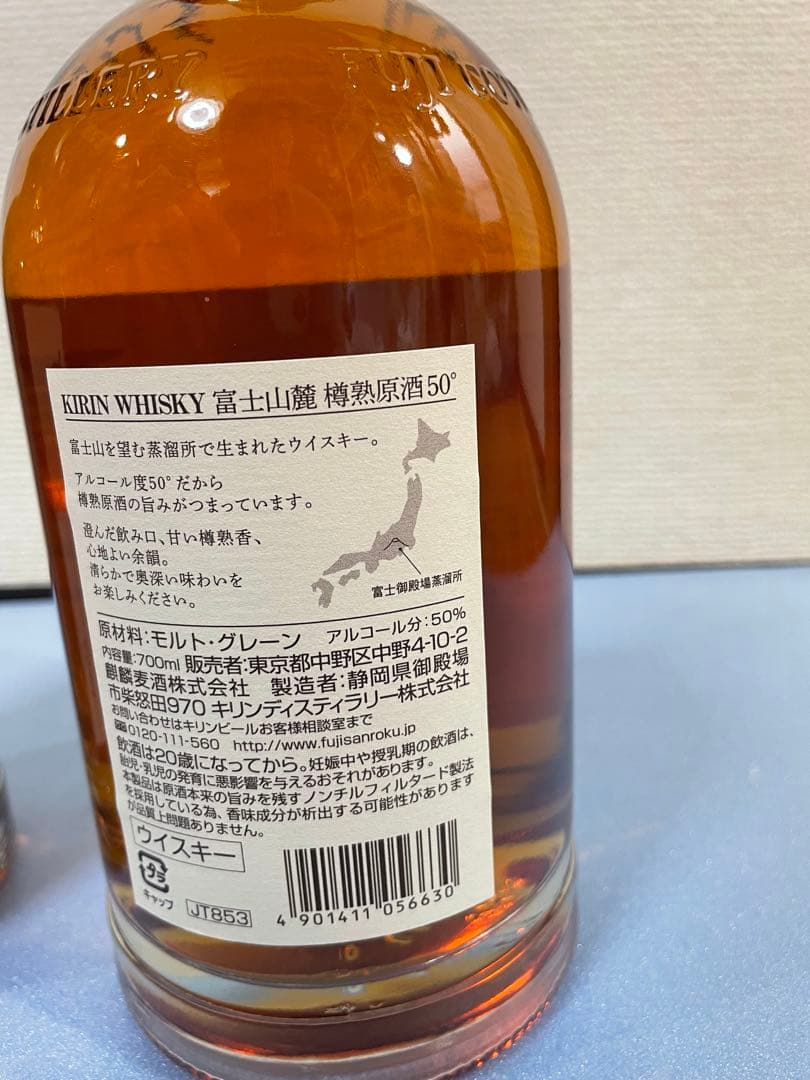 FUJI GOT
KIRIN WHISKY 富士山麓 樽熟原酒50°
富士山を望む蒸溜所で生まれたウイスキー。
アルコール度50°だから
樽熟原酒の旨みがつまっています。
澄んだ飲み口、甘い樽熟香、
心地よい余韻。
清らかで奥深い味わいを
お楽しみください。
富士御殿場蒸溜所
原材料:モルト・グレーン アルコール分:50%
内容量:700ml 販売者:東京都中野区中野4-10-2
麒麟麦酒株式会社 製造者:静岡県御殿場
市柴怒田970 キリンディスティラリー株式会社
お問い合わせはキリンビールお客様相談室まで
0120-111-560 http://www.fujisanroku.jp
飲酒は20歳になってから。妊娠中や授乳期の飲酒は、
胎児・乳児の発育に悪影響を与えるおそれがあります。
本製品は原酒本来の旨みを残すノンチルフィルタード製法
を採用している為、香味成分が析出する可能性があります
が品質上問題ありません。
ウイスキー
キャップ
JT853
4 901411 056630